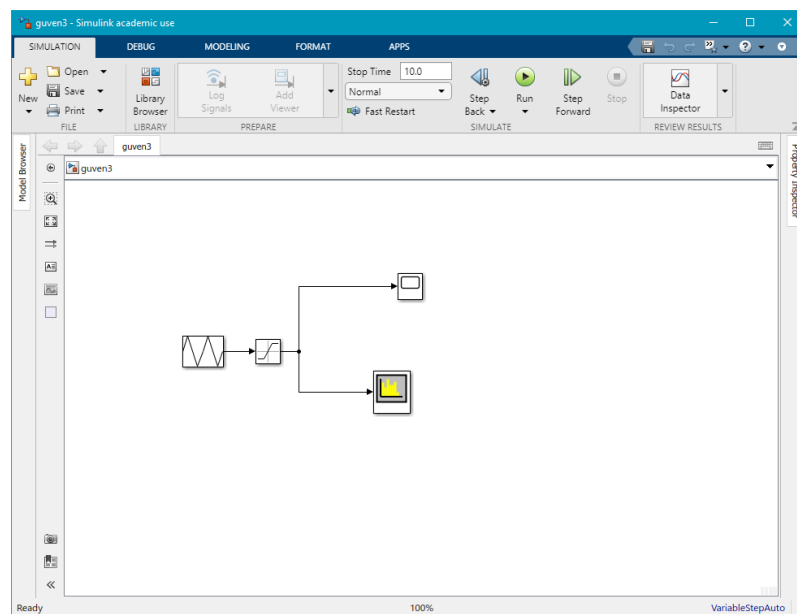 guven3 - Simulink academic use
SIMULATION DEBUG MODELING FORMAT APPS
New
Open
Save
Print
FILE
Library Browser
LIBRARY
Log Signals
Add Viewer
PREPARE
Stop Time 10.0
Normal
Fast Restart
Step Back
Run
Step Forward
Stop
SIMULATE
Data Inspector
REVIEW RESULTS
Model Browser
guven3
guven3
Property Inspector
Ready 100% VariableStepAuto